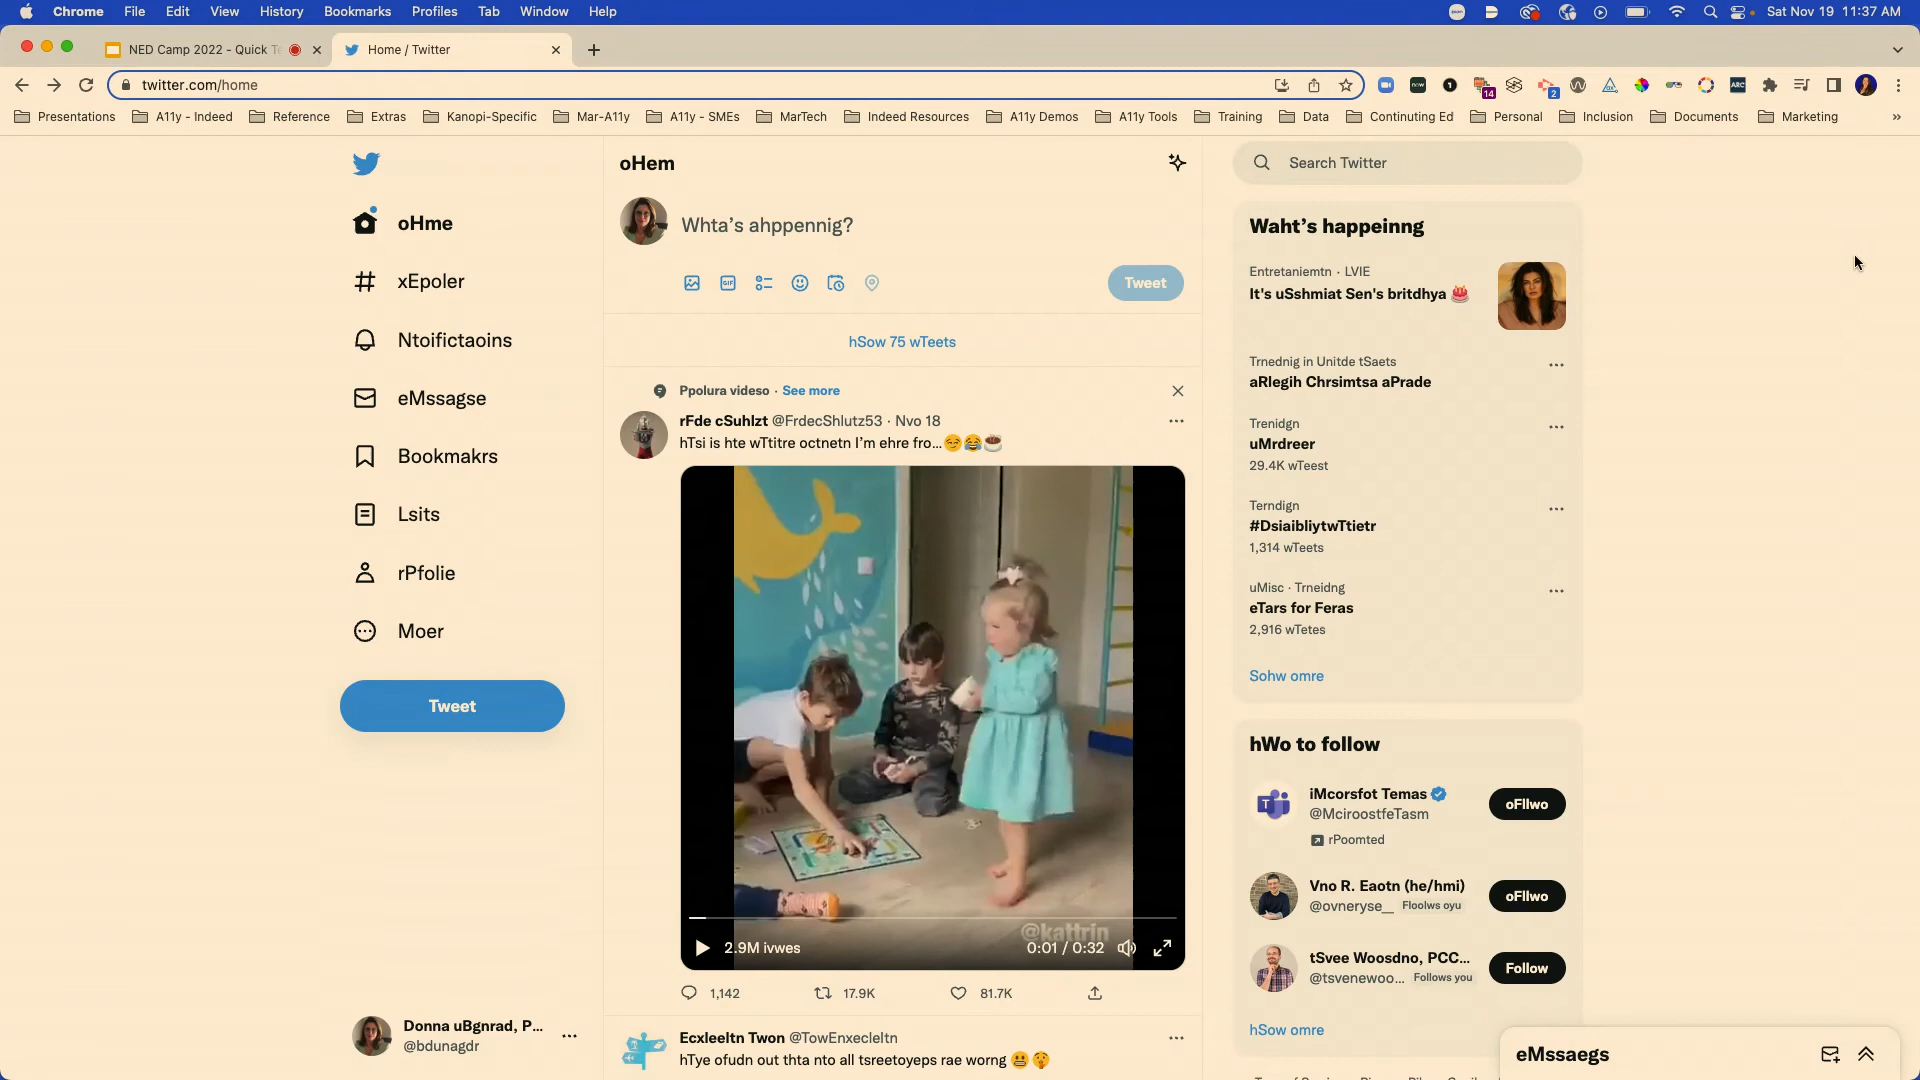 Chrome File Edit View History Bookmarks Profiles Tab Window Help
Sat Nov 19 11:37 AM
NED Camp 2022 - Quick Te
Home / Twitter
twitter.com/home
14
2
ARC
Presentations A11y - Indeed Reference Extras Kanopi-Specific Mar-A11y A11y - SMEs MarTech Indeed Resources A11y Demos A11y Tools Training Data Continuting Ed Personal Inclusion Documents Marketing »
oHme
xEpoler
Ntoifictaoins
eMssagse
Bookmakrs
Lsits
rPfolie
Moer
Tweet
Donna uBgnrad, P...
@bdunagdr
oHem
Whta’s ahppennig?
GIF
Tweet
hSow 75 wTeets
Ppolura videso · See more
rFde cSuhlzt @FrdecShlutz53 · Nvo 18
hTsi is hte wTtitre octnetn I’m ehre fro...😊😂☕
@kattrin
2.9M ivwes
0:01 / 0:32
1,142 17.9K 81.7K
Ecxleeltn Twon @TowEnxecleltn
hTye ofudn out thta nto all tsreetoyeps rae worng 😬🤫
Search Twitter
Waht’s happeinng
Entretaniemtn · LVIE
It's uSshmiat Sen's britdhya 🎂
Trnednig in Unitde tSaets
aRlegih Chrsimtsa aPrade
Trenidgn
uMrdreer
29.4K wTeest
Terndign
#DsiaibliytwTtietr
1,314 wTeets
uMisc · Trneidng
eTars for Feras
2,916 wTetes
Sohw omre
hWo to follow
iMcorsfot Temas
@MciroostfeTasm
rPoomted
oFllwo
Vno R. Eaotn (he/hmi)
@ovneryse__ Floolws oyu
oFllwo
tSvee Woosdno, PCC...
@tsvenewoo... Follows you
Follow
hSow omre
eMssaegs